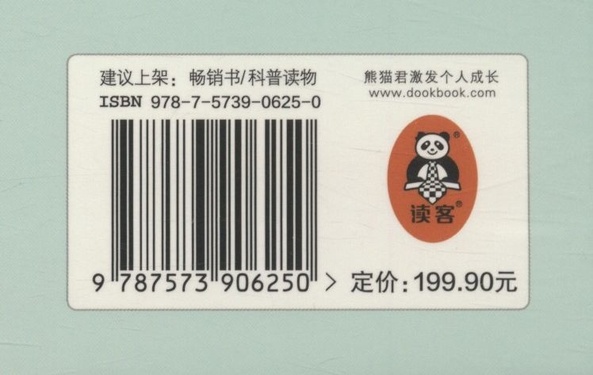 建议上架：畅销书/科普读物
ISBN 978-7-5739-0625-0
9 787573 906250 >
熊猫君激发个人成长
www.dookbook.com
®
读客®
定价：199.90元